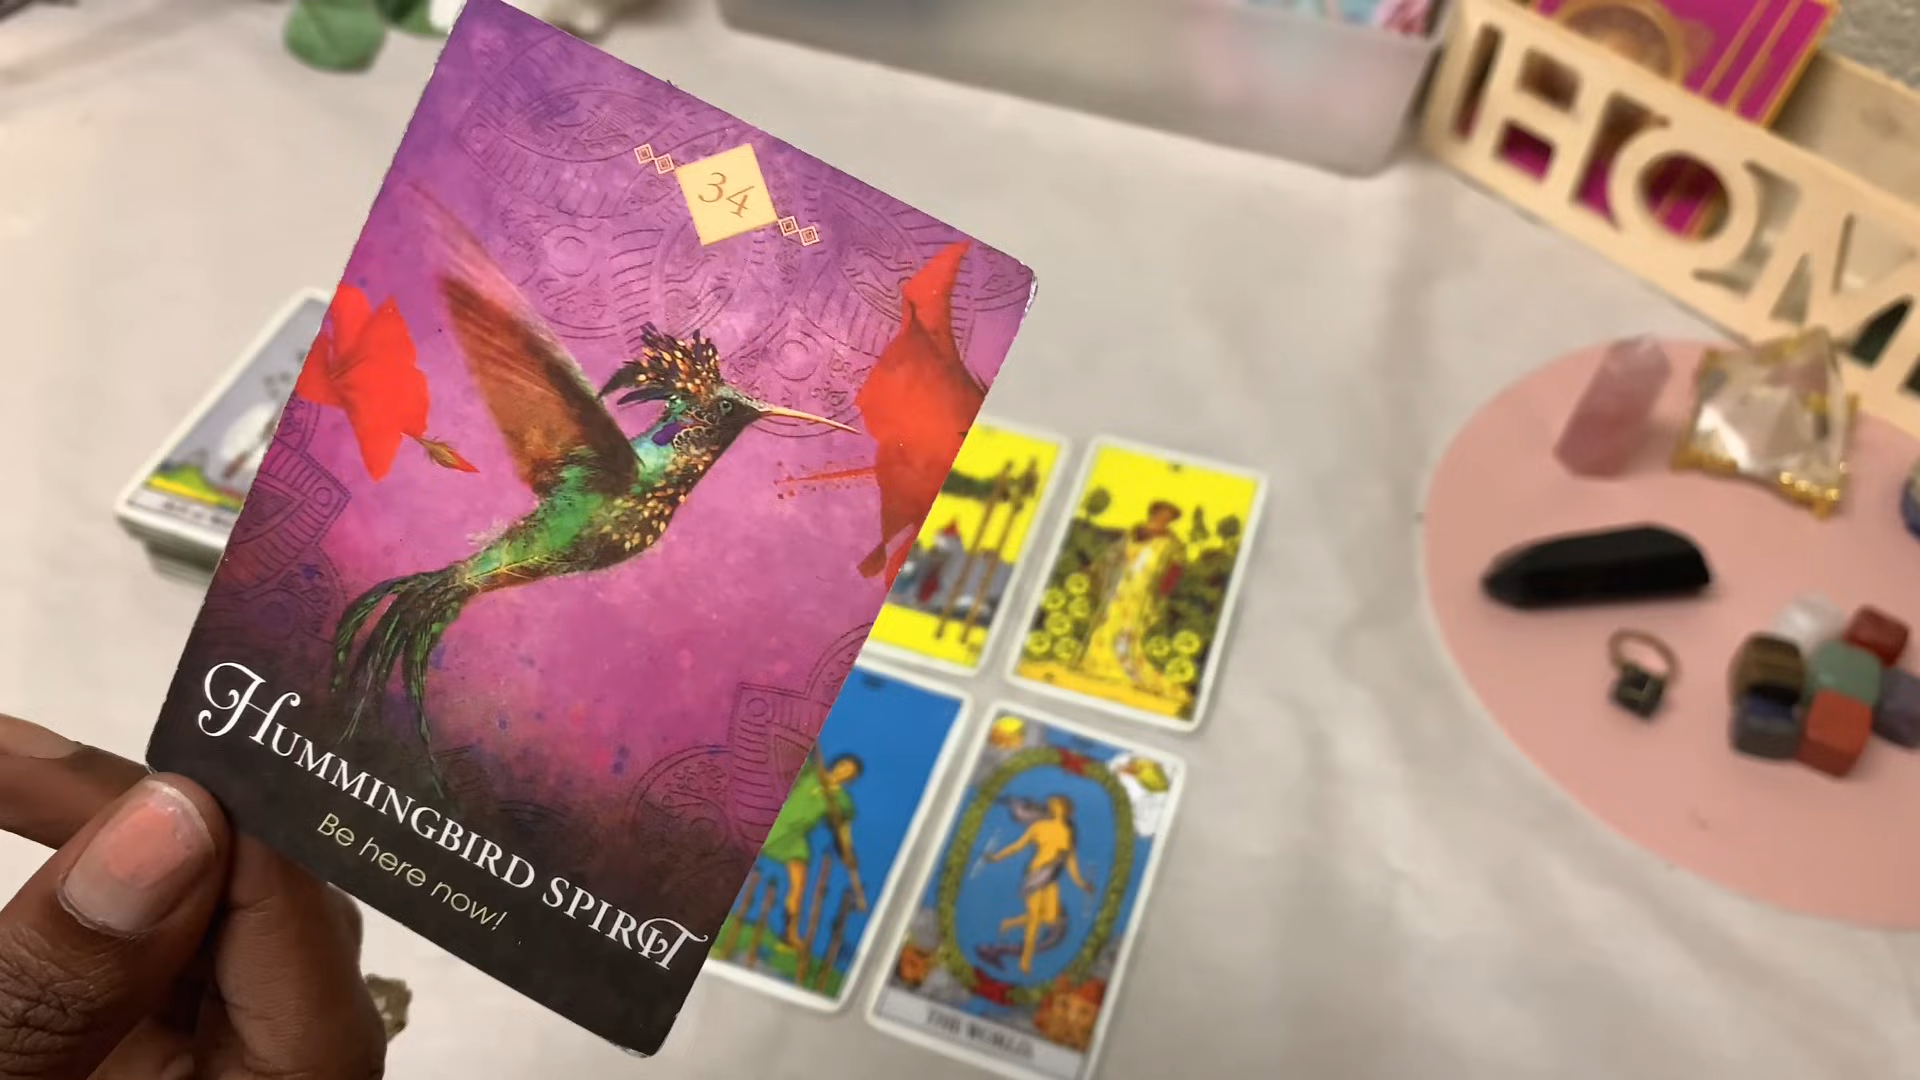 34
HUMMINGBIRD SPIRIT
Be here now!
HOM
THE WORLD.